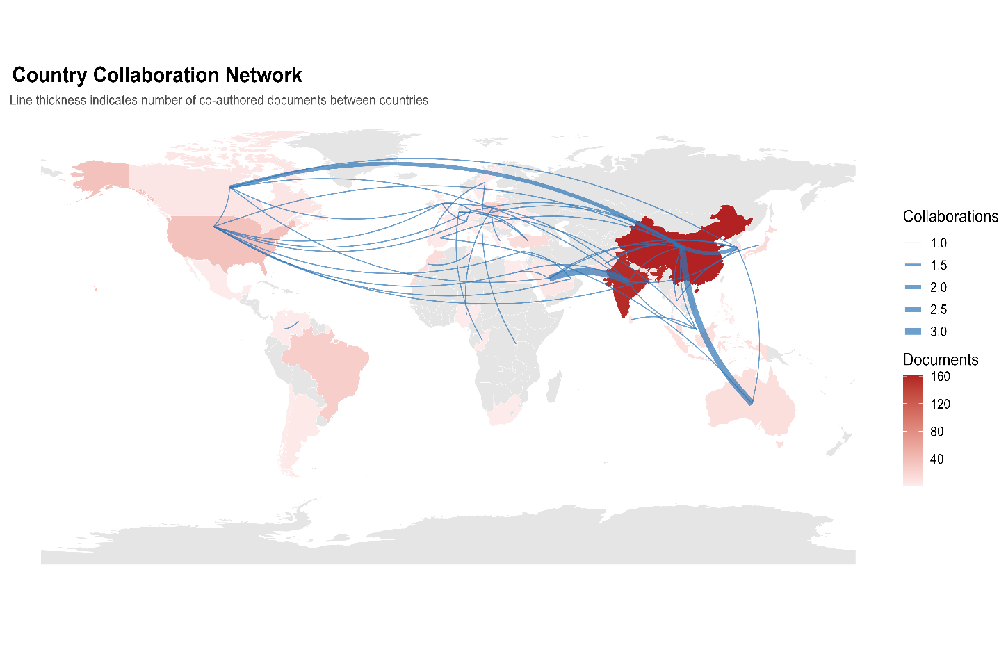 Country Collaboration Network
Line thickness indicates number of co-authored documents between countries
Collaborations
1.0
1.5
2.0
2.5
3.0
Documents
160
120
80
40